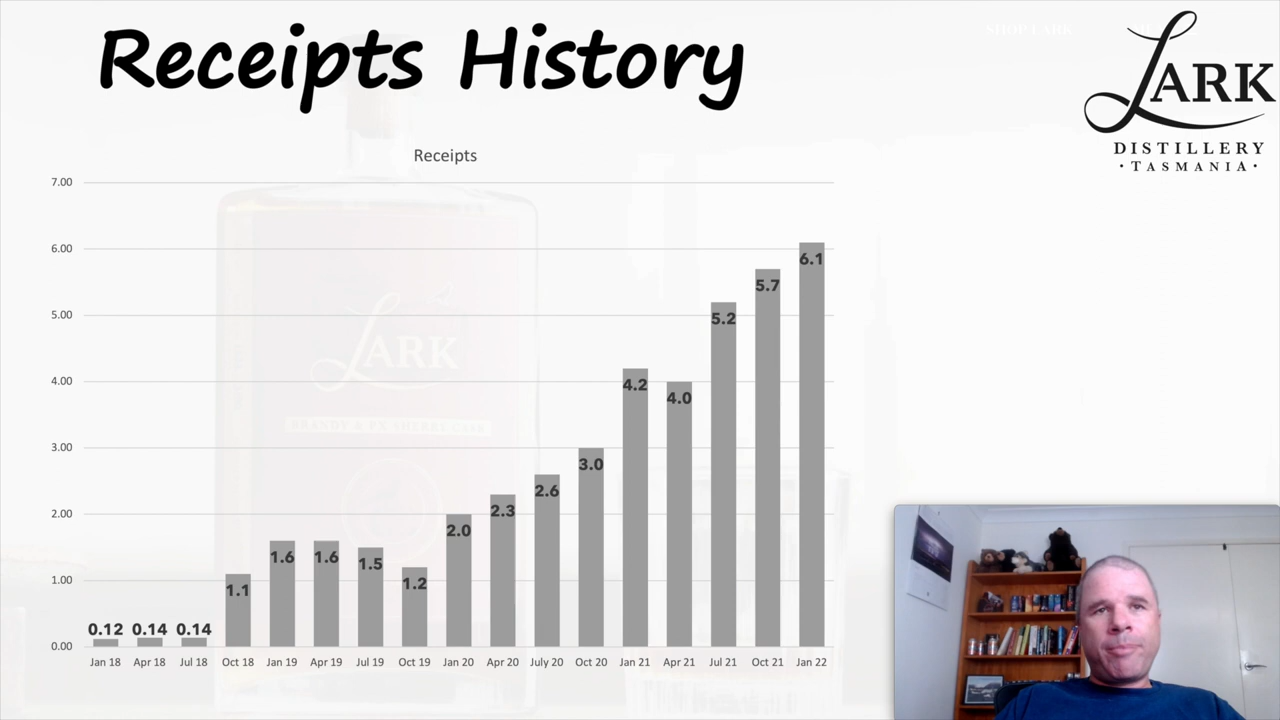 Receipts History
SHOP LARK
LARK
DISTILLERY
• TASMANIA •
Receipts
7.00
6.00
5.00
4.00
3.00
2.00
1.00
0.00
0.12 0.14 0.14 1.1 1.6 1.6 1.5 1.2 2.0 2.3 2.6 3.0 4.2 4.0 5.2 5.7 6.1
Jan 18 Apr 18 Jul 18 Oct 18 Jan 19 Apr 19 Jul 19 Oct 19 Jan 20 Apr 20 July 20 Oct 20 Jan 21 Apr 21 Jul 21 Oct 21 Jan 22
LARK